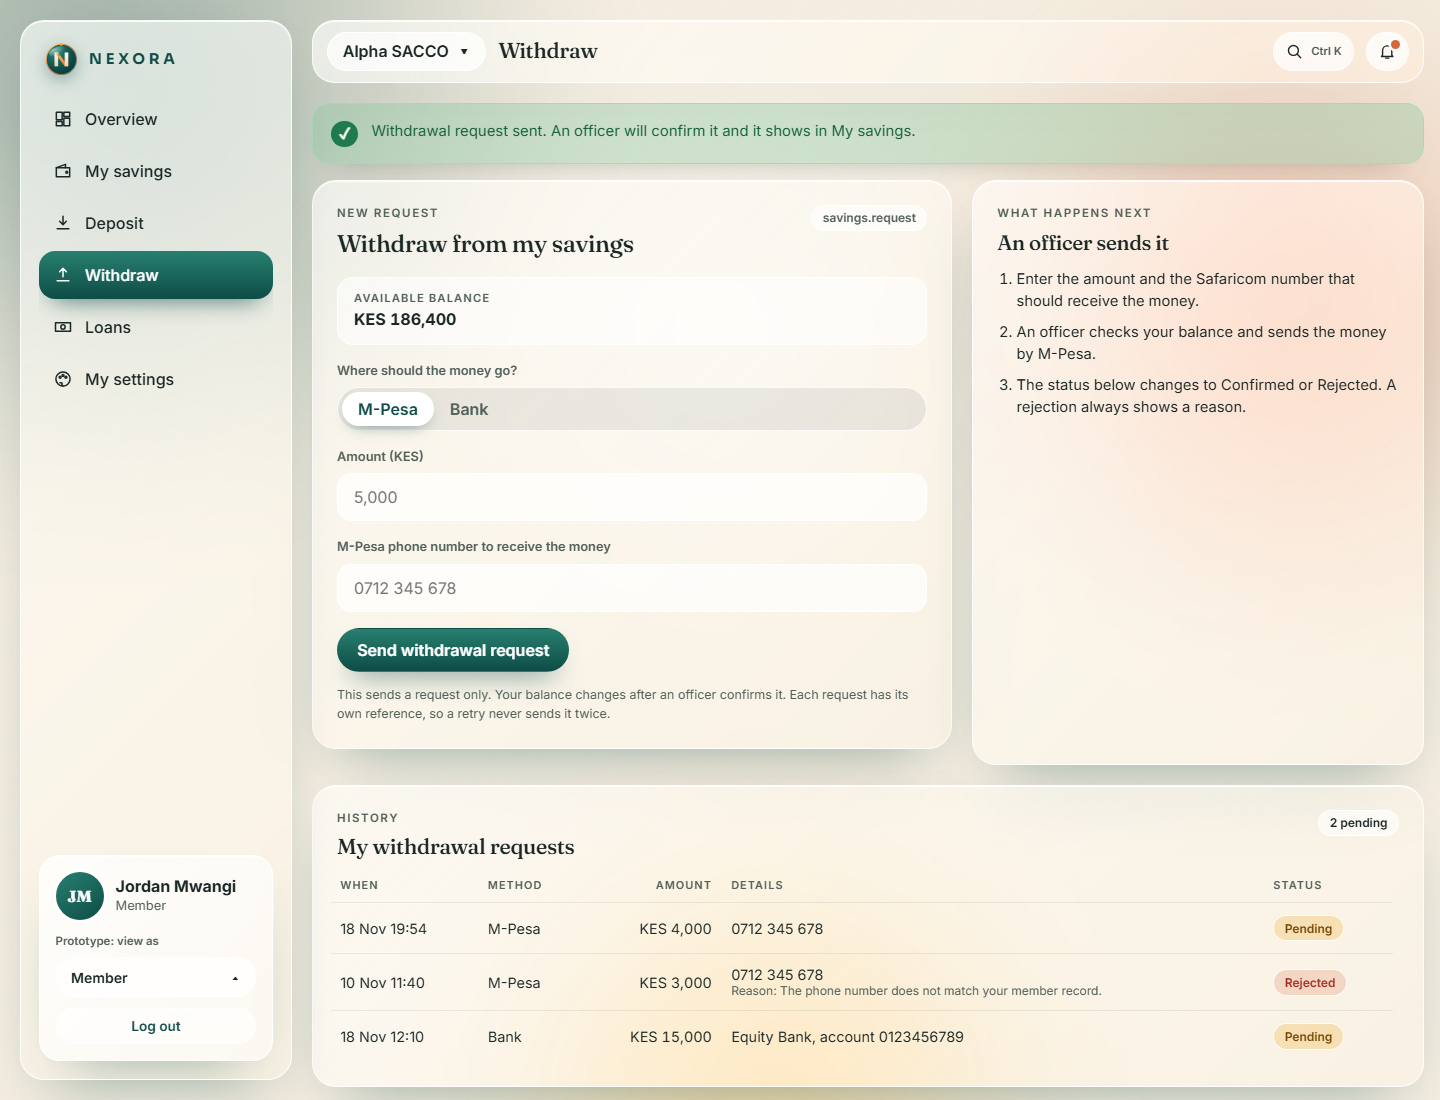 NEXORA
Overview
My savings
Deposit
Withdraw
Loans
My settings
JM
Jordan Mwangi
Member
Prototype: view as
Member
Log out
Alpha SACCO
Withdraw
Ctrl K
Withdrawal request sent. An officer will confirm it and it shows in My savings.
NEW REQUEST
savings.request
Withdraw from my savings
AVAILABLE BALANCE
KES 186,400
Where should the money go?
M-Pesa Bank
Amount (KES)
5,000
M-Pesa phone number to receive the money
0712 345 678
Send withdrawal request
This sends a request only. Your balance changes after an officer confirms it. Each request has its
own reference, so a retry never sends it twice.
WHAT HAPPENS NEXT
An officer sends it
1. Enter the amount and the Safaricom number that
should receive the money.
2. An officer checks your balance and sends the money
by M-Pesa.
3. The status below changes to Confirmed or Rejected. A
rejection always shows a reason.
HISTORY
2 pending
My withdrawal requests
WHEN METHOD AMOUNT DETAILS STATUS
18 Nov 19:54 M-Pesa KES 4,000 0712 345 678 Pending
10 Nov 11:40 M-Pesa KES 3,000 0712 345 678 Rejected
Reason: The phone number does not match your member record.
18 Nov 12:10 Bank KES 15,000 Equity Bank, account 0123456789 Pending